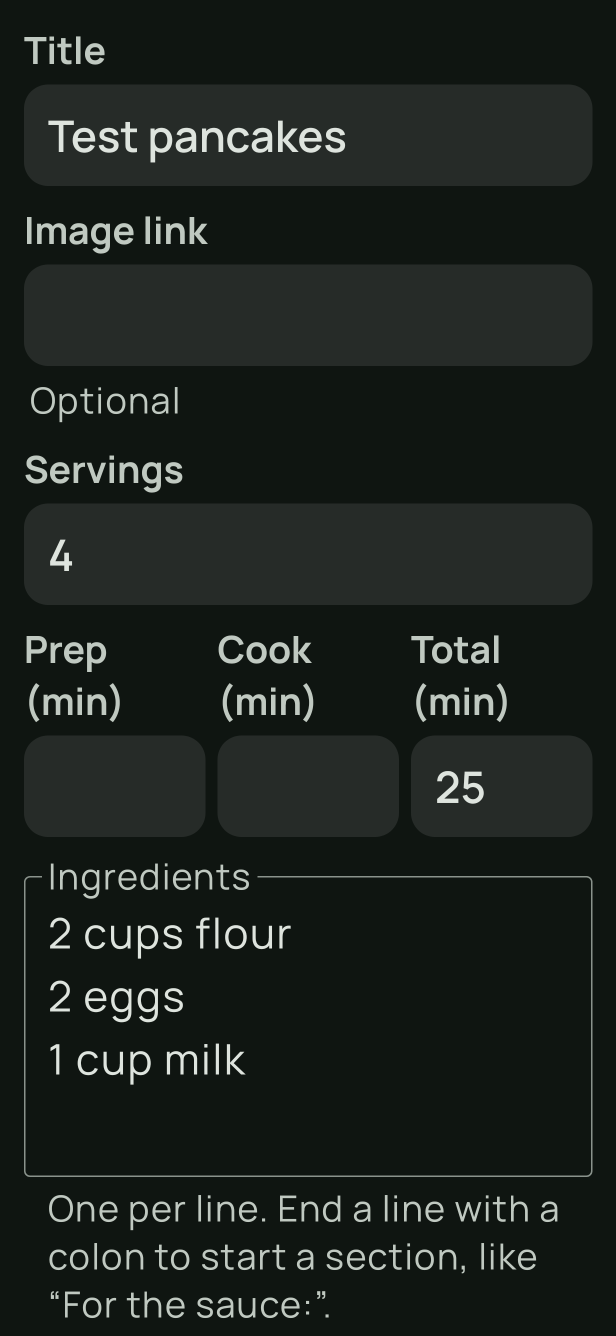 Title
Test pancakes
Image link
Optional
Servings
4
Prep (min)
Cook (min)
Total (min)
25
Ingredients
2 cups flour
2 eggs
1 cup milk
One per line. End a line with a
colon to start a section, like
“For the sauce:”.